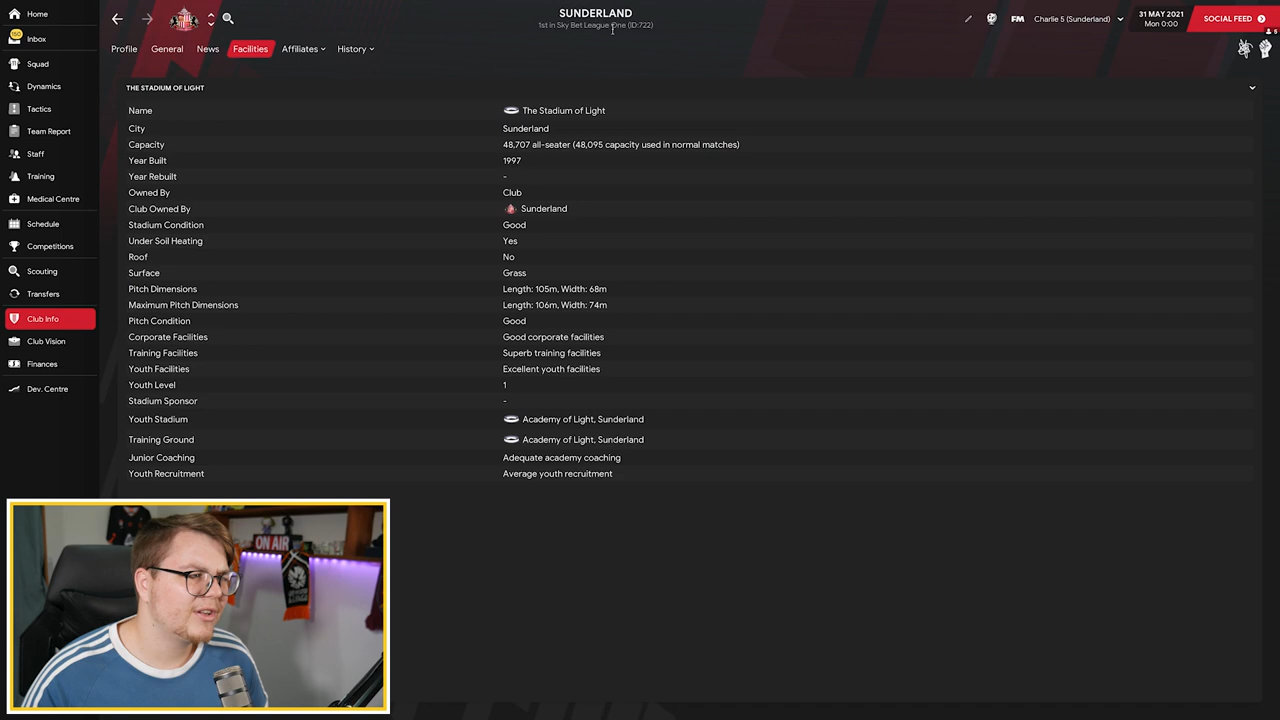 Home
Inbox
Squad
Dynamics
Tactics
Team Report
Staff
Training
Medical Centre
Schedule
Competitions
Scouting
Transfers
Club Info
Club Vision
Finances
Dev. Centre
SUNDERLAND
1st in Sky Bet League One (ID:722)
FM
Charlie 5 (Sunderland)
31 MAY 2021
Mon 0:00
SOCIAL FEED
Profile
General
News
Facilities
Affiliates
History
THE STADIUM OF LIGHT
Name The Stadium of Light
City Sunderland
Capacity 48,707 all-seater (48,095 capacity used in normal matches)
Year Built 1997
Year Rebuilt -
Owned By Club
Club Owned By Sunderland
Stadium Condition Good
Under Soil Heating Yes
Roof No
Surface Grass
Pitch Dimensions Length: 105m, Width: 68m
Maximum Pitch Dimensions Length: 106m, Width: 74m
Pitch Condition Good
Corporate Facilities Good corporate facilities
Training Facilities Superb training facilities
Youth Facilities Excellent youth facilities
Youth Level 1
Stadium Sponsor -
Youth Stadium Academy of Light, Sunderland
Training Ground Academy of Light, Sunderland
Junior Coaching Adequate academy coaching
Youth Recruitment Average youth recruitment
ON AIR